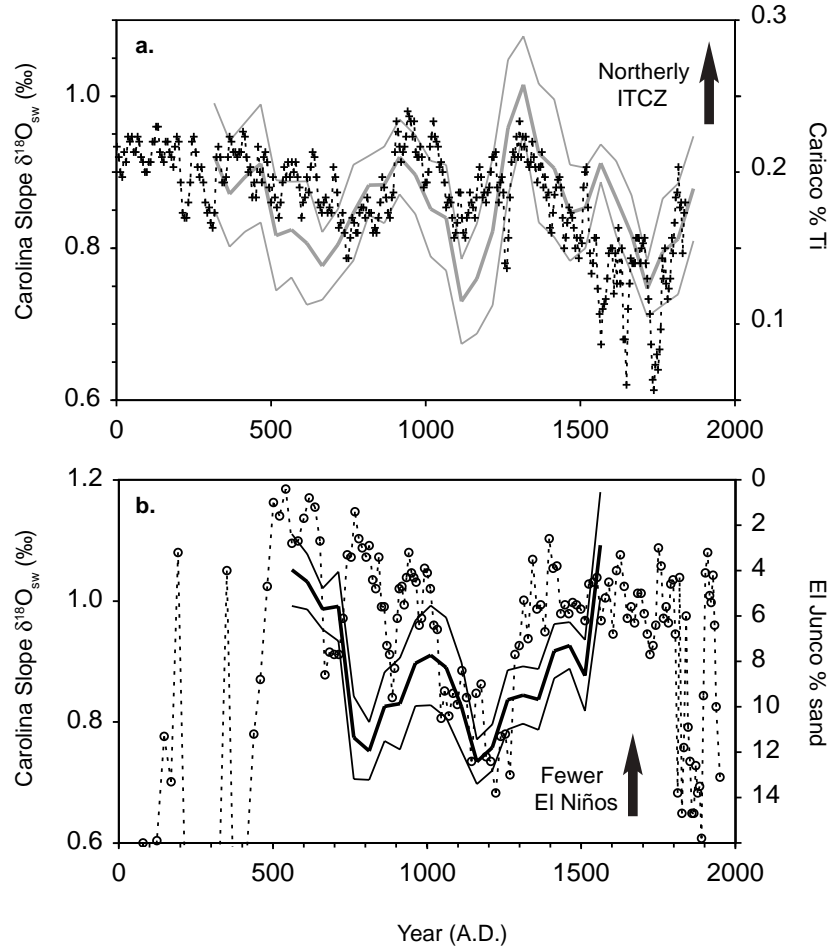 a.
Northerly
ITCZ
Carolina Slope δ18Osw (‰)
1.0
0.8
0.6
0.3
0.2
0.1
Cariaco % Ti
0
500
1000
1500
2000
b.
Fewer
El Niños
Carolina Slope δ18Osw (‰)
1.2
1.0
0.8
0.6
0
2
4
6
8
10
12
14
El Junco % sand
0
500
1000
1500
2000
Year (A.D.)